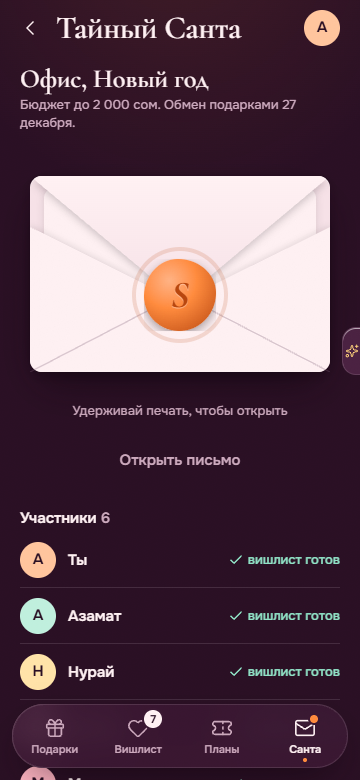 Тайный Санта
А
Офис, Новый год
Бюджет до 2 000 сом. Обмен подарками 27
декабря.
S
Удерживай печать, чтобы открыть
Открыть письмо
Участники 6
А Ты вишлист готов
А Азамат вишлист готов
Н Нурай вишлист готов
7
Подарки Вишлист Планы Санта